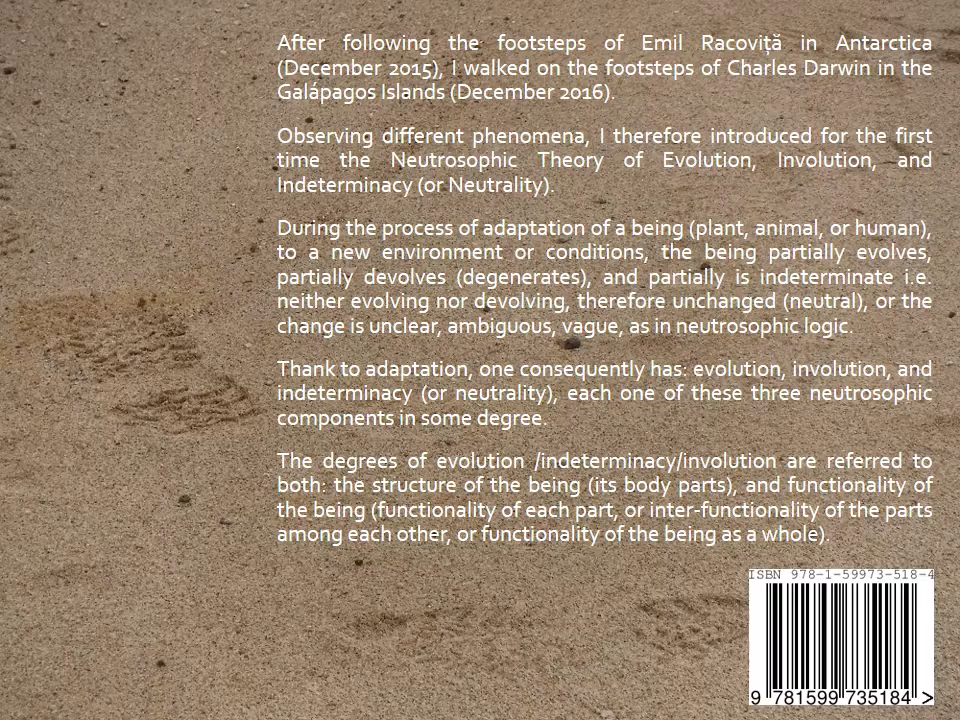 After following the footsteps of Emil Racoviță in Antarctica
(December 2015), I walked on the footsteps of Charles Darwin in the
Galápagos Islands (December 2016).
Observing different phenomena, I therefore introduced for the first
time the Neutrosophic Theory of Evolution, Involution, and
Indeterminacy (or Neutrality).
During the process of adaptation of a being (plant, animal, or human),
to a new environment or conditions, the being partially evolves,
partially devolves (degenerates), and partially is indeterminate i.e.
neither evolving nor devolving, therefore unchanged (neutral), or the
change is unclear, ambiguous, vague, as in neutrosophic logic.
Thank to adaptation, one consequently has: evolution, involution, and
indeterminacy (or neutrality), each one of these three neutrosophic
components in some degree.
The degrees of evolution /indeterminacy/involution are referred to
both: the structure of the being (its body parts), and functionality of
the being (functionality of each part, or inter-functionality of the parts
among each other, or functionality of the being as a whole).
ISBN 978-1-59973-518-4
9 781599 735184 >